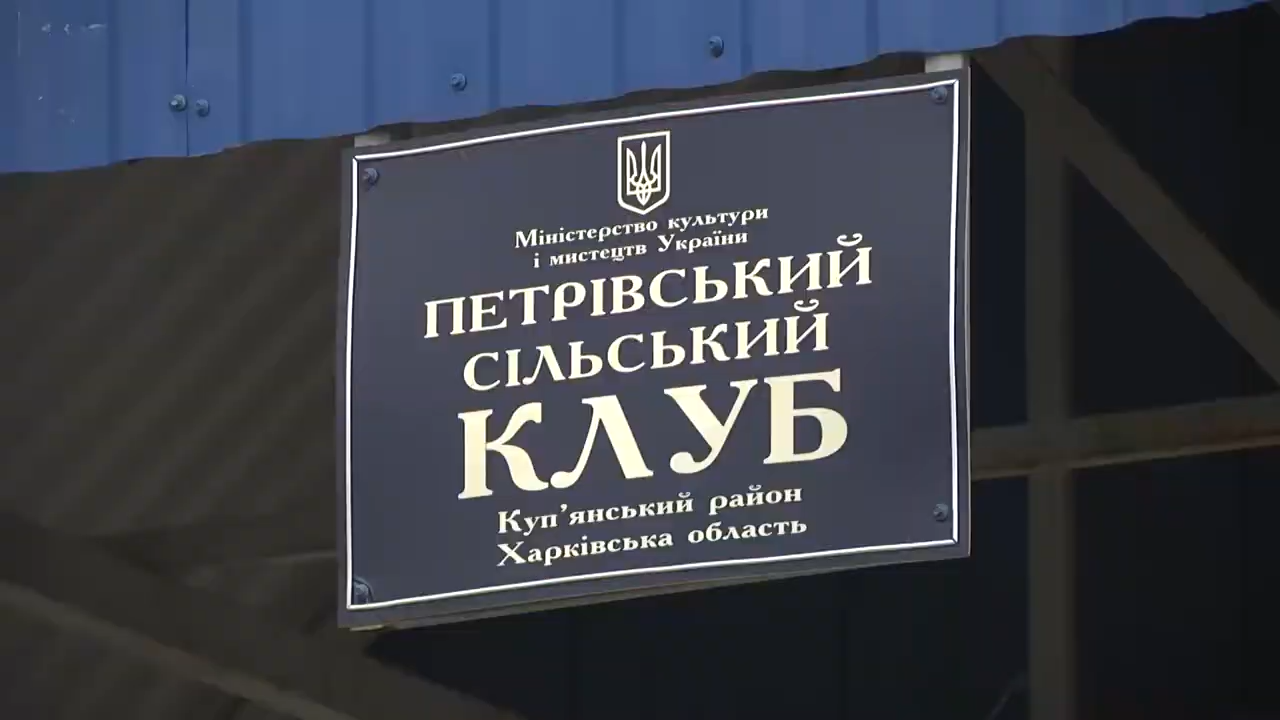 Міністерство культури
і мистецтв України
ПЕТРІВСЬКИЙ
СІЛЬСЬКИЙ
КЛУБ
Куп'янський район
Харківська область